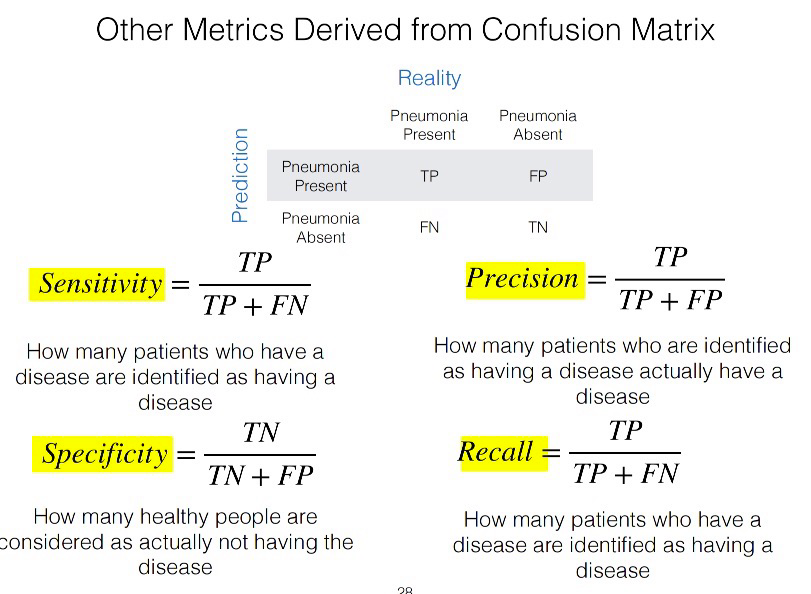 Other Metrics Derived from Confusion Matrix
Reality
Prediction
Pneumonia Present
Pneumonia Absent
Pneumonia Present
TP
FP
Pneumonia Absent
FN
TN
Sensitivity = TP / TP + FN
How many patients who have a
disease are identified as having a
disease
Precision = TP / TP + FP
How many patients who are identified
as having a disease actually have a
disease
Specificity = TN / TN + FP
How many healthy people are
considered as actually not having the
disease
Recall = TP / TP + FN
How many patients who have a
disease are identified as having a
disease
28